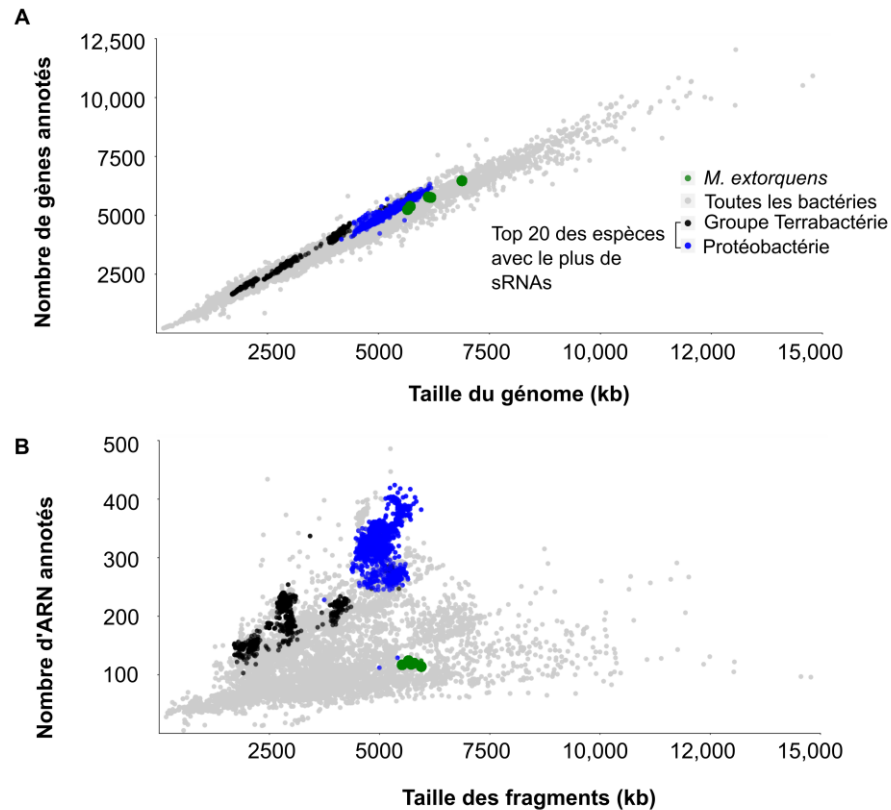 A
12,500
10,000
7500
5000
2500
Nombre de gènes annotés
M. extorquens
Toutes les bactéries
Groupe Terrabactérie
Protéobactérie
Top 20 des espèces
avec le plus de
sRNAs
2500 5000 7500 10,000 12,000 15,000
Taille du génome (kb)
B
500
400
300
200
100
Nombre d'ARN annotés
2500 5000 7500 10,000 12,000 15,000
Taille des fragments (kb)